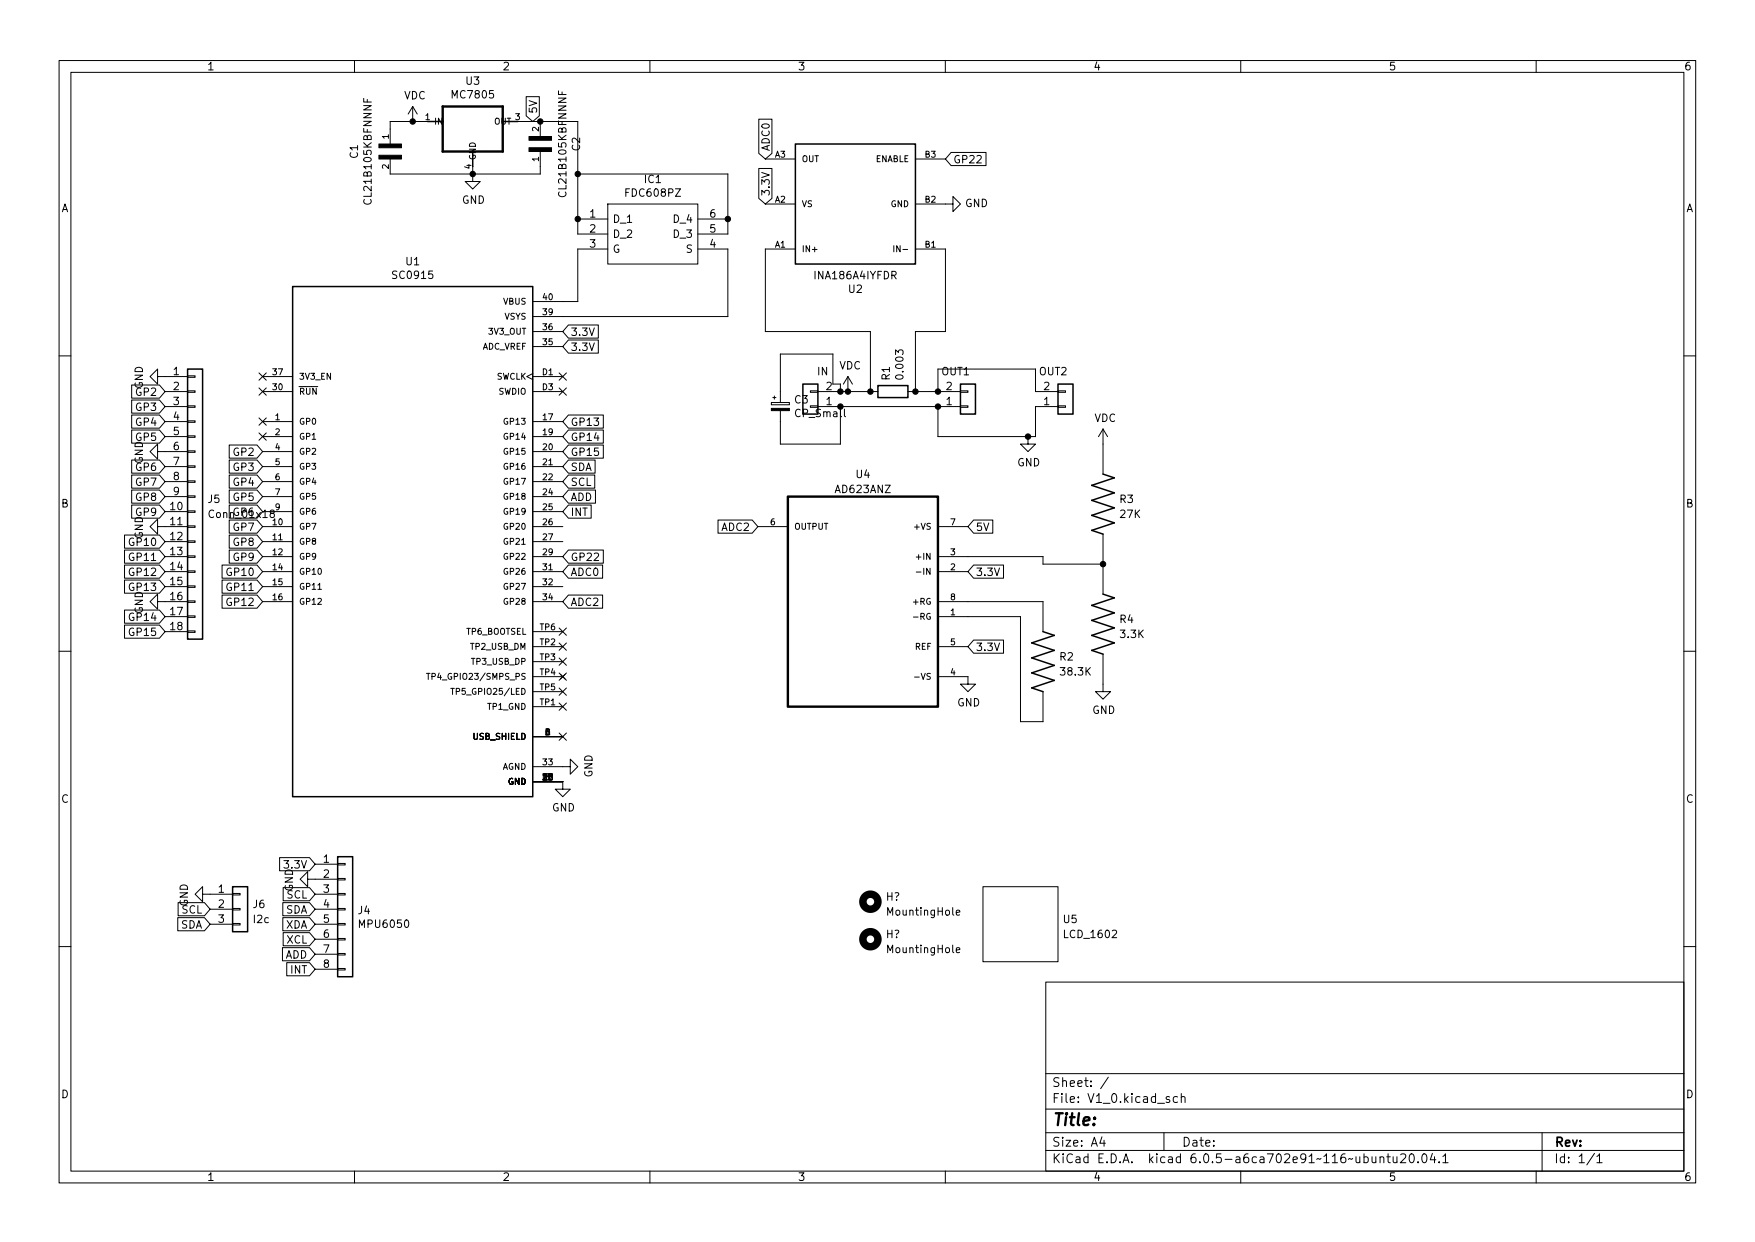 1 2 3 4 5 6
A
B
C
D
U3
MC7805
VDC
1 IN
OUT 3
GND
4
5V
C1
CL21B105KBFNNNF
1
2
C2
CL21B105KBFNNNF
2
1
GND
IC1
FDC608PZ
1 D_1
2 D_2
3 G
D_4 6
D_3 5
S 4
ADC0
3.3V
A3 OUT
A2 VS
A1 IN+
ENABLE B3
GND B2
IN- B1
GP22
GND
INA186A4IYFDR
U2
U1
SC0915
VBUS 40
VSYS 39
3V3_OUT 36 3.3V
ADC_VREF 35 3.3V
37 3V3_EN
30 RUN
SWCLK D1
SWDIO D3
1 GP0
2 GP1
GP2 4 GP2
GP3 5 GP3
GP4 6 GP4
GP5 7 GP5
GP6 9 GP6
GP7 10 GP7
GP8 11 GP8
GP9 12 GP9
GP10 14 GP10
GP11 15 GP11
GP12 16 GP12
GP13 17 GP13
GP14 19 GP14
GP15 20 GP15
GP16 21 SDA
GP17 22 SCL
GP18 24 ADD
GP19 25 INT
GP20 26
GP21 27
GP22 29 GP22
GP26 31 ADC0
GP27 32
GP28 34 ADC2
TP6_BOOTSEL TP6
TP2_USB_DM TP2
TP3_USB_DP TP3
TP4_GPIO23/SMPS_PS TP4
TP5_GPIO25/LED TP5
TP1_GND TP1
USB_SHIELD
AGND 33 GND
GND
GND
GND 1
GP2 2
GP3 3
GP4 4
GP5 5
GND 6
GP6 7
GP7 8
GP8 9
GP9 10
GND 11
GP10 12
GP11 13
GP12 14
GP13 15
GND 16
GP14 17
GP15 18
J5
Conn_01x18
IN
VDC
2
1
C3
CP_Small
R1
0.003
OUT1
2
1
OUT2
2
1
GND
VDC
R3
27K
R4
3.3K
GND
U4
AD623ANZ
ADC2 6 OUTPUT
+VS 7 5V
+IN 3
-IN 2 3.3V
+RG 8
-RG 1
REF 5 3.3V
-VS 4
GND
R2
38.3K
GND 1
SCL 2
SDA 3
J6
I2c
3.3V 1
GND 2
SCL 3
SDA 4
XDA 5
XCL 6
ADD 7
INT 8
J4
MPU6050
H?
MountingHole
H?
MountingHole
U5
LCD_1602
Sheet: /
File: V1_0.kicad_sch
Title:
Size: A4 Date: Rev:
KiCad E.D.A. kicad 6.0.5-a6ca702e91~116~ubuntu20.04.1 Id: 1/1
A
B
C
D
1 2 3 4 5 6